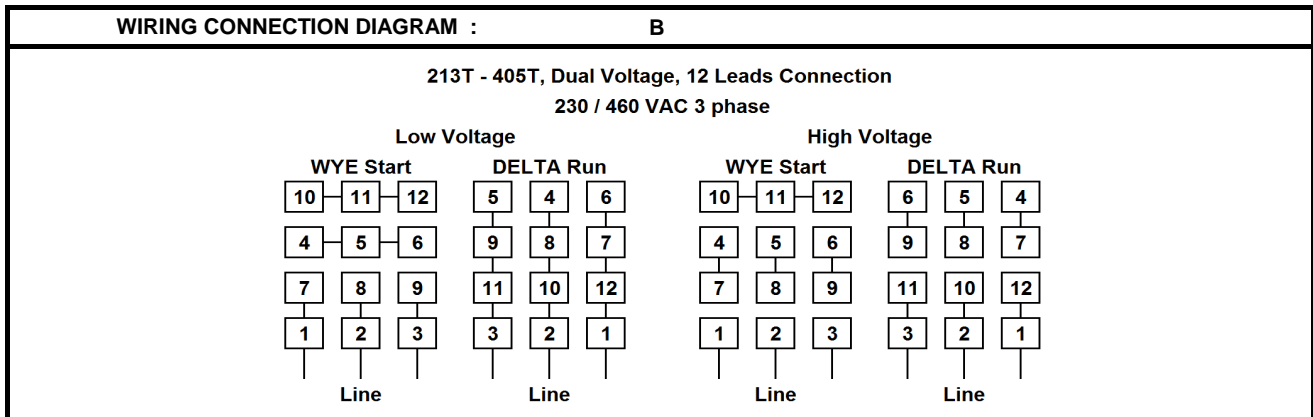 WIRING CONNECTION DIAGRAM : B
213T - 405T, Dual Voltage, 12 Leads Connection
230 / 460 VAC 3 phase
Low Voltage High Voltage
WYE Start DELTA Run WYE Start DELTA Run
10 11 12 5 4 6 10 11 12 6 5 4
4 5 6 9 8 7 4 5 6 9 8 7
7 8 9 11 10 12 7 8 9 11 10 12
1 2 3 3 2 1 1 2 3 3 2 1
Line Line Line Line